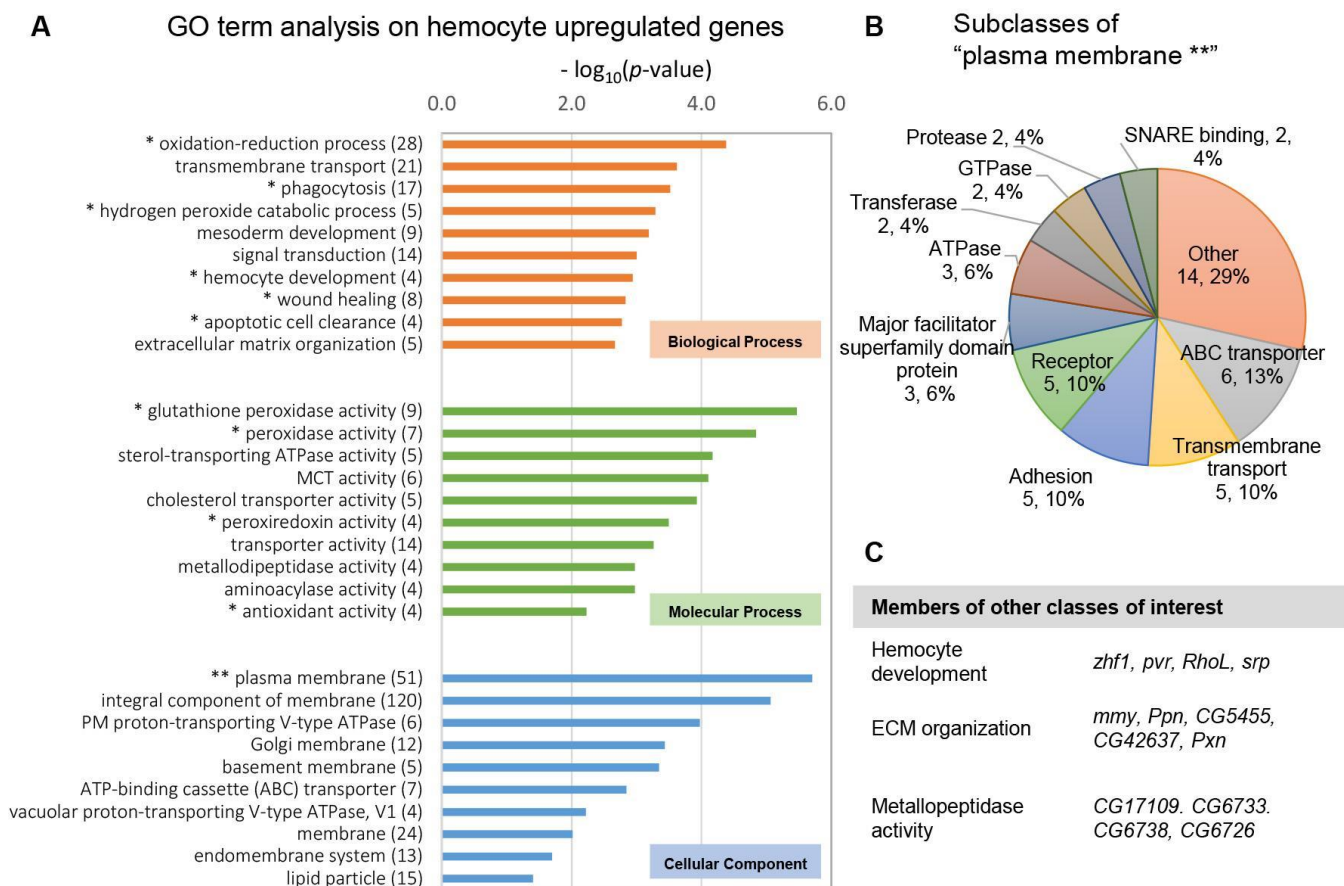 A
GO term analysis on hemocyte upregulated genes
- log10(p-value)
0.0 2.0 4.0 6.0
* oxidation-reduction process (28)
transmembrane transport (21)
* phagocytosis (17)
* hydrogen peroxide catabolic process (5)
mesoderm development (9)
signal transduction (14)
* hemocyte development (4)
* wound healing (8)
* apoptotic cell clearance (4)
extracellular matrix organization (5)
Biological Process
* glutathione peroxidase activity (9)
* peroxidase activity (7)
sterol-transporting ATPase activity (5)
MCT activity (6)
cholesterol transporter activity (5)
* peroxiredoxin activity (4)
transporter activity (14)
metallodipeptidase activity (4)
aminoacylase activity (4)
* antioxidant activity (4)
Molecular Process
** plasma membrane (51)
integral component of membrane (120)
PM proton-transporting V-type ATPase (6)
Golgi membrane (12)
basement membrane (5)
ATP-binding cassette (ABC) transporter (7)
vacuolar proton-transporting V-type ATPase, V1 (4)
membrane (24)
endomembrane system (13)
lipid particle (15)
Cellular Component
B
Subclasses of
“plasma membrane **”
Protease 2, 4%
SNARE binding, 2,
4%
GTPase
2, 4%
Transferase
2, 4%
ATPase
3, 6%
Major facilitator
superfamily domain
protein
3, 6%
Receptor
5, 10%
Adhesion
5, 10%
Transmembrane
transport
5, 10%
ABC transporter
6, 13%
Other
14, 29%
C
Members of other classes of interest
Hemocyte
development
zhf1, pvr, RhoL, srp
ECM organization
mmy, Ppn, CG5455,
CG42637, Pxn
Metallopeptidase
activity
CG17109. CG6733.
CG6738, CG6726